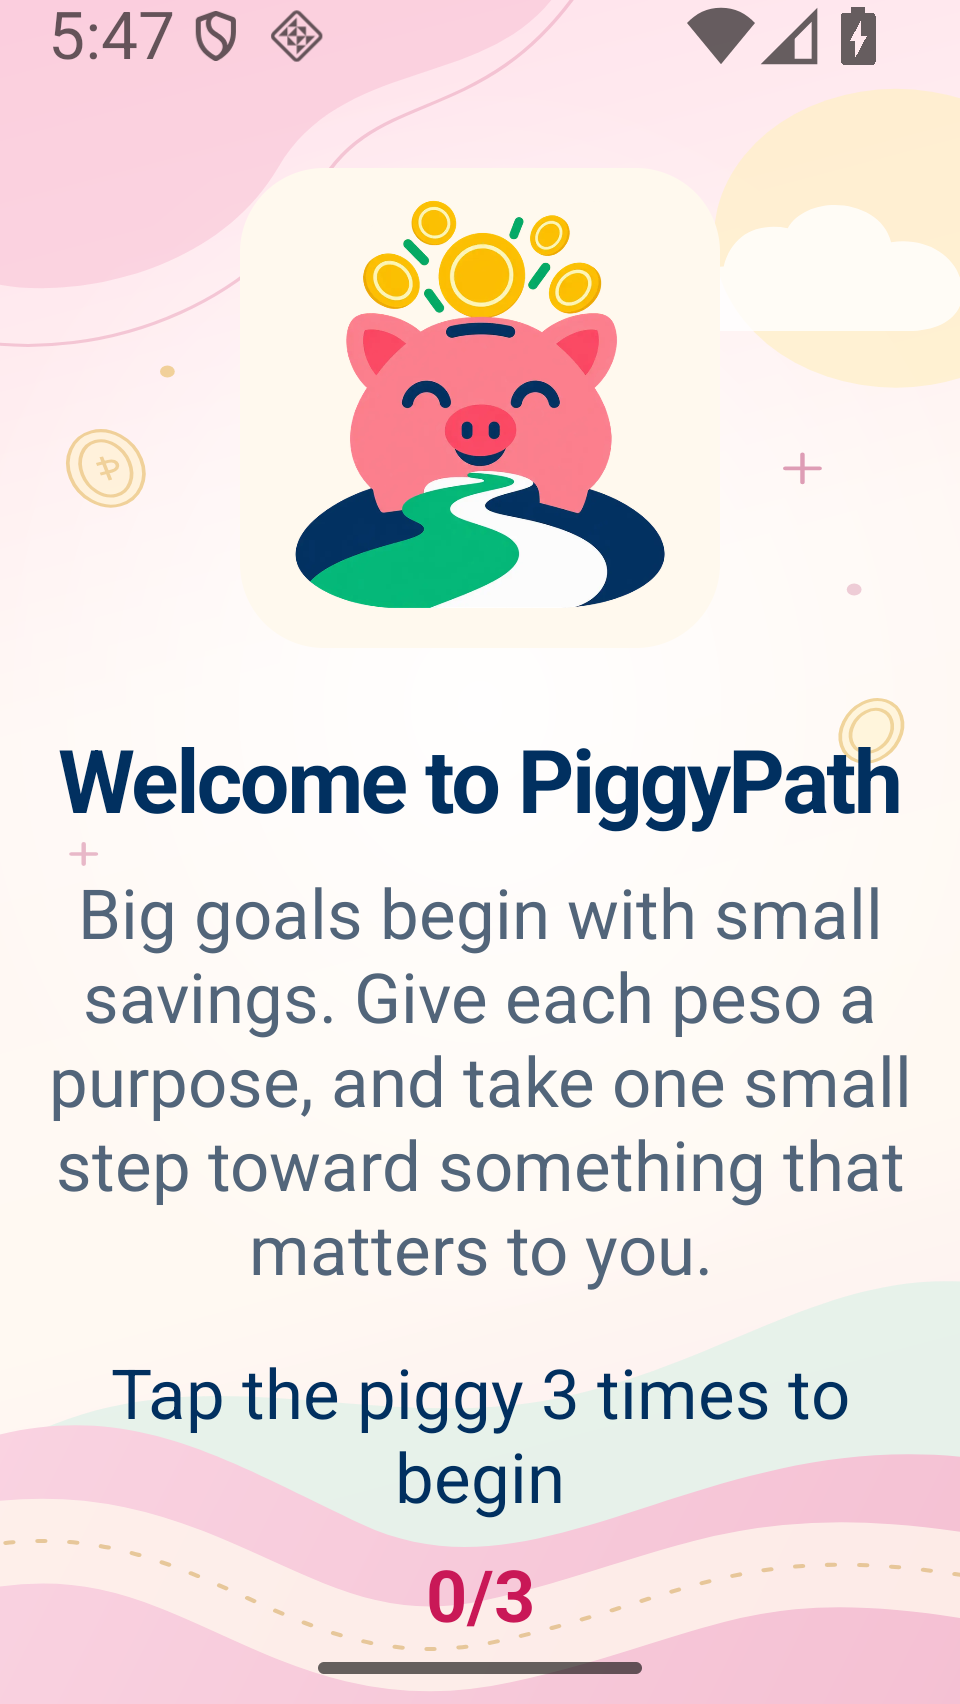 5:47
Welcome to PiggyPath
Big goals begin with small
savings. Give each peso a
purpose, and take one small
step toward something that
matters to you.
Tap the piggy 3 times to
begin
0/3